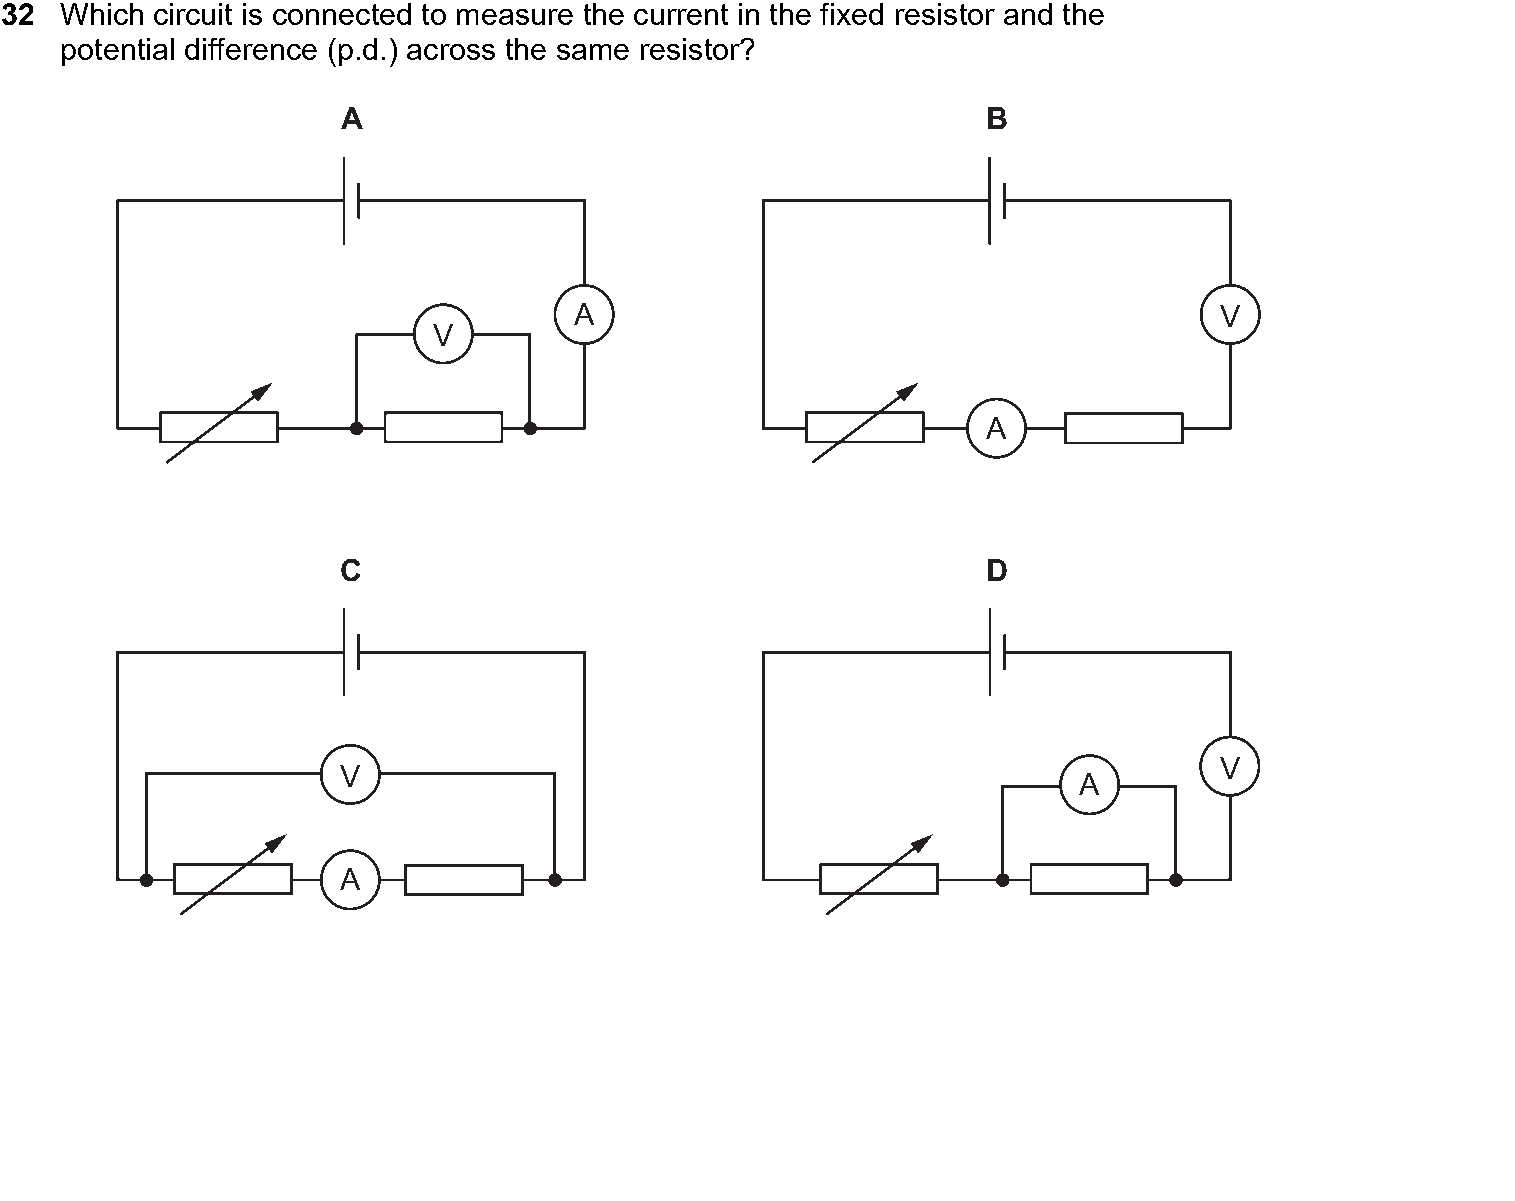 32 Which circuit is connected to measure the current in the fixed resistor and the
potential difference (p.d.) across the same resistor?
A
B
A
V
V
A
C
D
V
A
A
V